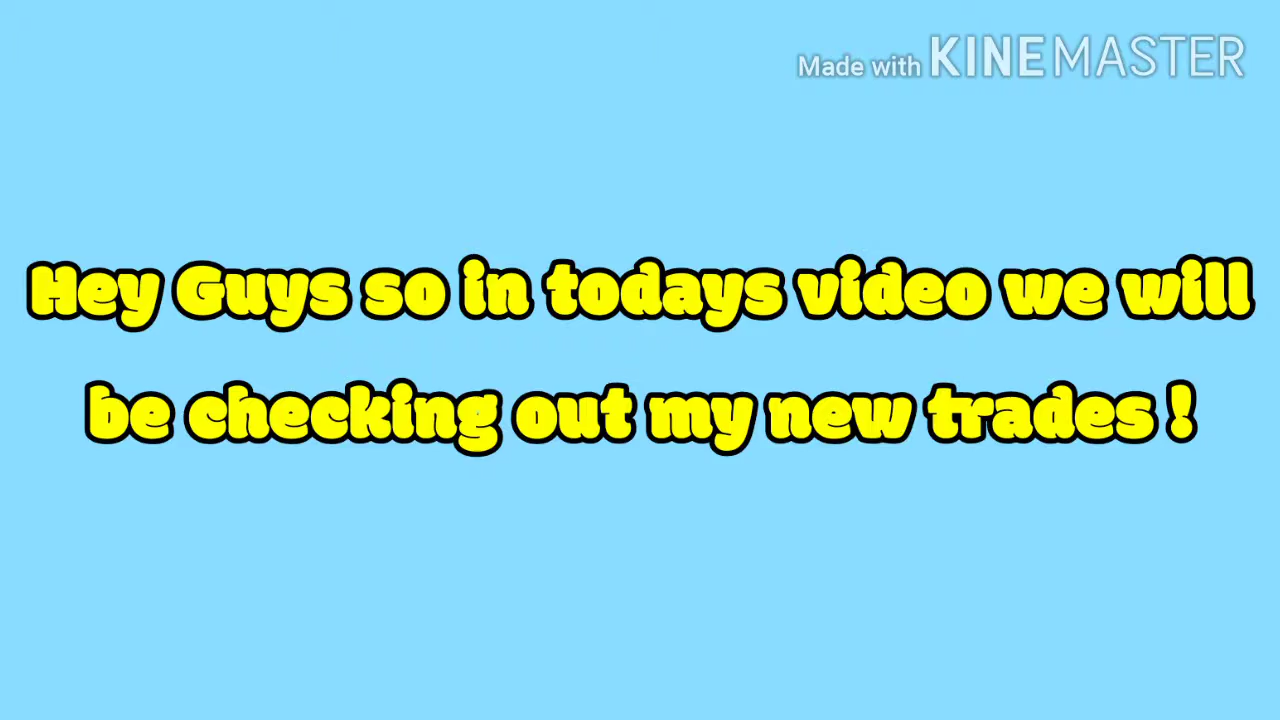 Made with KINEMASTER
Hey Guys so in todays video we will
be checking out my new trades !